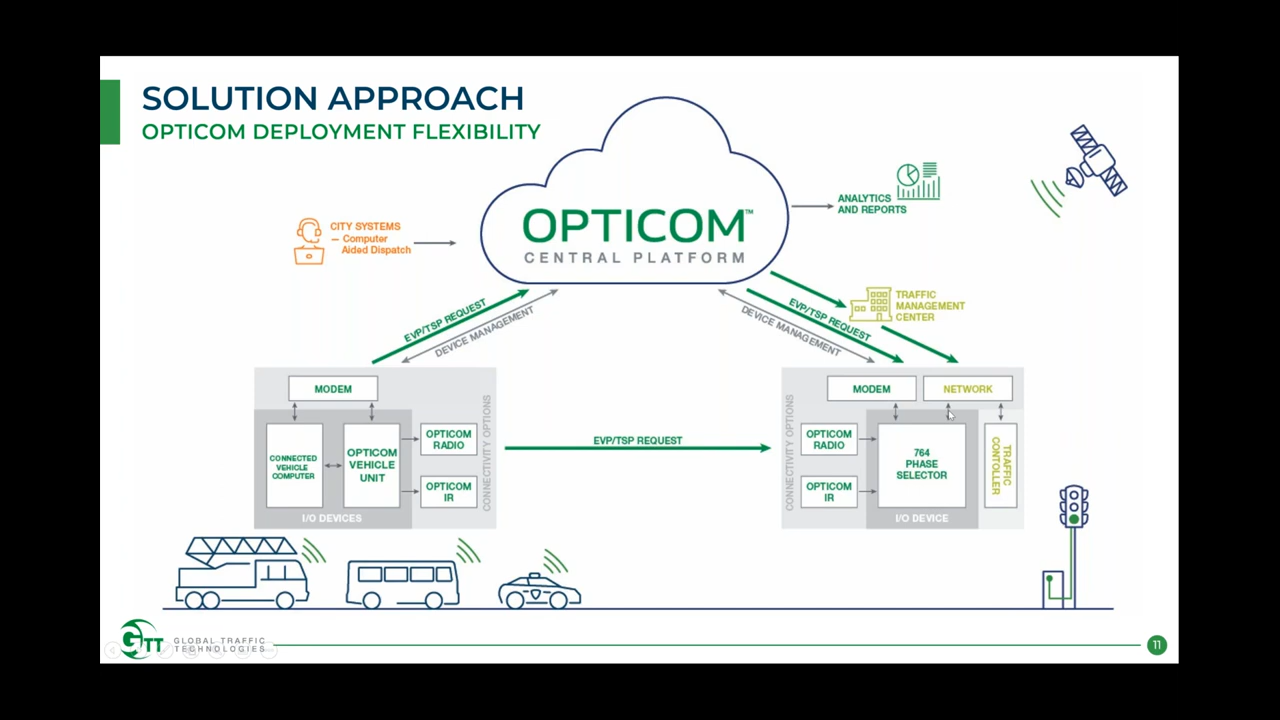 SOLUTION APPROACH
OPTICOM DEPLOYMENT FLEXIBILITY
OPTICOM™
CENTRAL PLATFORM
CITY SYSTEMS
– Computer
Aided Dispatch
ANALYTICS
AND REPORTS
TRAFFIC
MANAGEMENT
CENTER
EVP/TSP REQUEST
DEVICE MANAGEMENT
EVP/TSP REQUEST
DEVICE MANAGEMENT
MODEM
CONNECTED
VEHICLE
COMPUTER
OPTICOM
VEHICLE
UNIT
OPTICOM
RADIO
OPTICOM
IR
I/O DEVICES
CONNECTIVITY OPTIONS
EVP/TSP REQUEST
CONNECTIVITY OPTIONS
MODEM
NETWORK
OPTICOM
RADIO
OPTICOM
IR
764
PHASE
SELECTOR
TRAFFIC
CONTOLLER
I/O DEVICE
GTT
GLOBAL TRAFFIC
TECHNOLOGIES
11